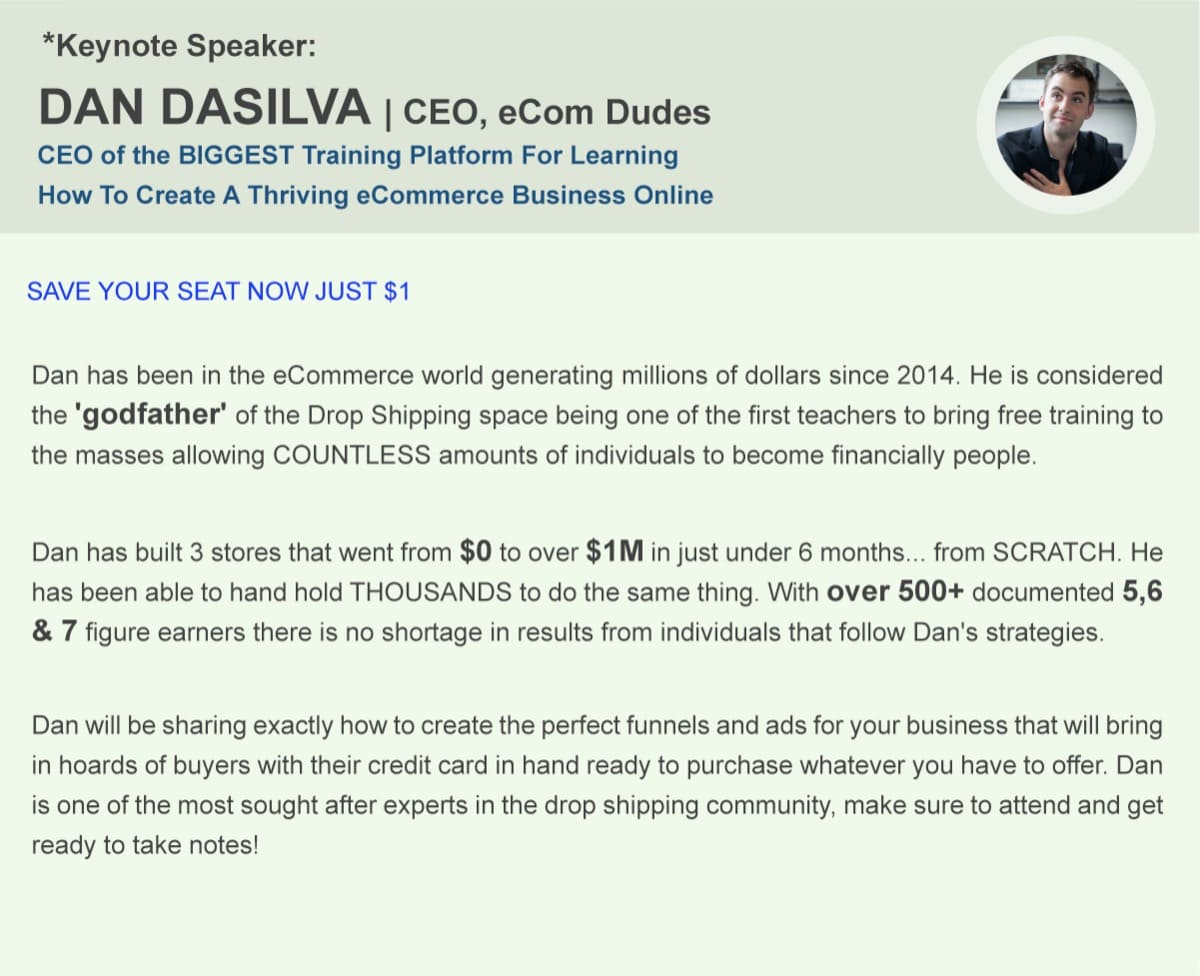 *Keynote Speaker:
DAN DASILVA | CEO, eCom Dudes
CEO of the BIGGEST Training Platform For Learning
How To Create A Thriving eCommerce Business Online
SAVE YOUR SEAT NOW JUST $1
Dan has been in the eCommerce world generating millions of dollars since 2014. He is considered
the 'godfather' of the Drop Shipping space being one of the first teachers to bring free training to
the masses allowing COUNTLESS amounts of individuals to become financially people.
Dan has built 3 stores that went from $0 to over $1M in just under 6 months... from SCRATCH. He
has been able to hand hold THOUSANDS to do the same thing. With over 500+ documented 5,6
& 7 figure earners there is no shortage in results from individuals that follow Dan's strategies.
Dan will be sharing exactly how to create the perfect funnels and ads for your business that will bring
in hoards of buyers with their credit card in hand ready to purchase whatever you have to offer. Dan
is one of the most sought after experts in the drop shipping community, make sure to attend and get
ready to take notes!